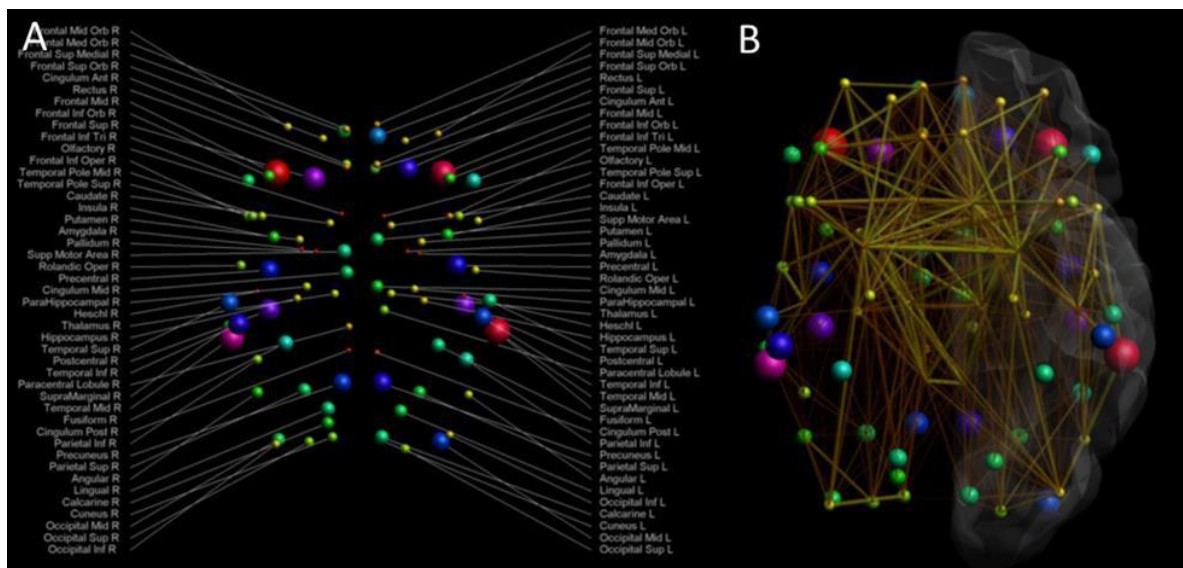 A
Frontal Mid Orb R
Frontal Med Orb R
Frontal Sup Medial R
Frontal Sup Orb R
Cingulum Ant R
Rectus R
Frontal Mid R
Frontal Inf Orb R
Frontal Sup R
Frontal Inf Tri R
Olfactory R
Frontal Inf Oper R
Temporal Pole Mid R
Temporal Pole Sup R
Caudate R
Insula R
Putamen R
Amygdala R
Pallidum R
Supp Motor Area R
Rolandic Oper R
Precentral R
Cingulum Mid R
ParaHippocampal R
Heschl R
Thalamus R
Hippocampus R
Temporal Sup R
Postcentral R
Temporal Inf R
Paracentral Lobule R
SupraMarginal R
Temporal Mid R
Fusiform R
Cingulum Post R
Parietal Inf R
Precuneus R
Parietal Sup R
Angular R
Lingual R
Calcarine R
Cuneus R
Occipital Mid R
Occipital Sup R
Occipital Inf R
Frontal Med Orb L
Frontal Mid Orb L
Frontal Sup Medial L
Frontal Sup Orb L
Rectus L
Frontal Sup L
Cingulum Ant L
Frontal Mid L
Frontal Inf Orb L
Frontal Inf Tri L
Temporal Pole Mid L
Olfactory L
Temporal Pole Sup L
Frontal Inf Oper L
Caudate L
Insula L
Supp Motor Area L
Putamen L
Pallidum L
Amygdala L
Precentral L
Rolandic Oper L
Cingulum Mid L
ParaHippocampal L
Thalamus L
Heschl L
Hippocampus L
Temporal Sup L
Postcentral L
Paracentral Lobule L
Temporal Inf L
Temporal Mid L
SupraMarginal L
Fusiform L
Cingulum Post L
Parietal Inf L
Precuneus L
Parietal Sup L
Angular L
Lingual L
Occipital Inf L
Calcarine L
Cuneus L
Occipital Mid L
Occipital Sup L
B